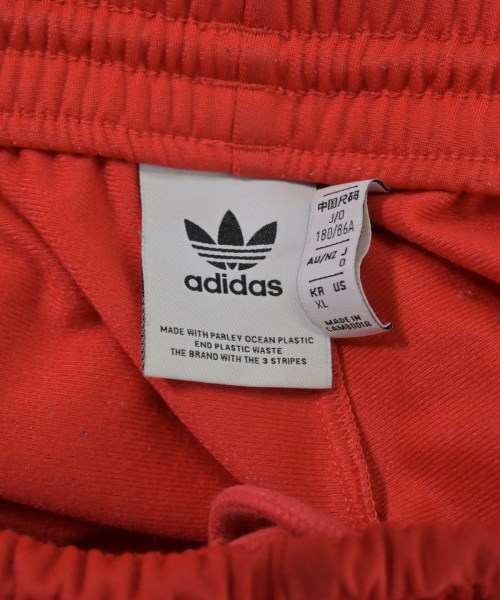 adidas
MADE WITH PARLEY OCEAN PLASTIC
END PLASTIC WASTE
THE BRAND WITH THE 3 STRIPES
中国尺码
J/O
180/86A
AU/NZ J
O
KR US
XL
MADE IN
CAMBODIA